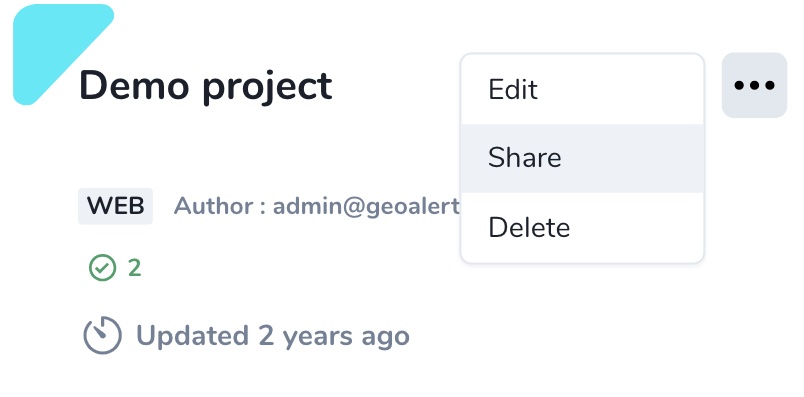 Demo project
Edit
Share
Delete
WEB Author : admin@geoalert
2
Updated 2 years ago